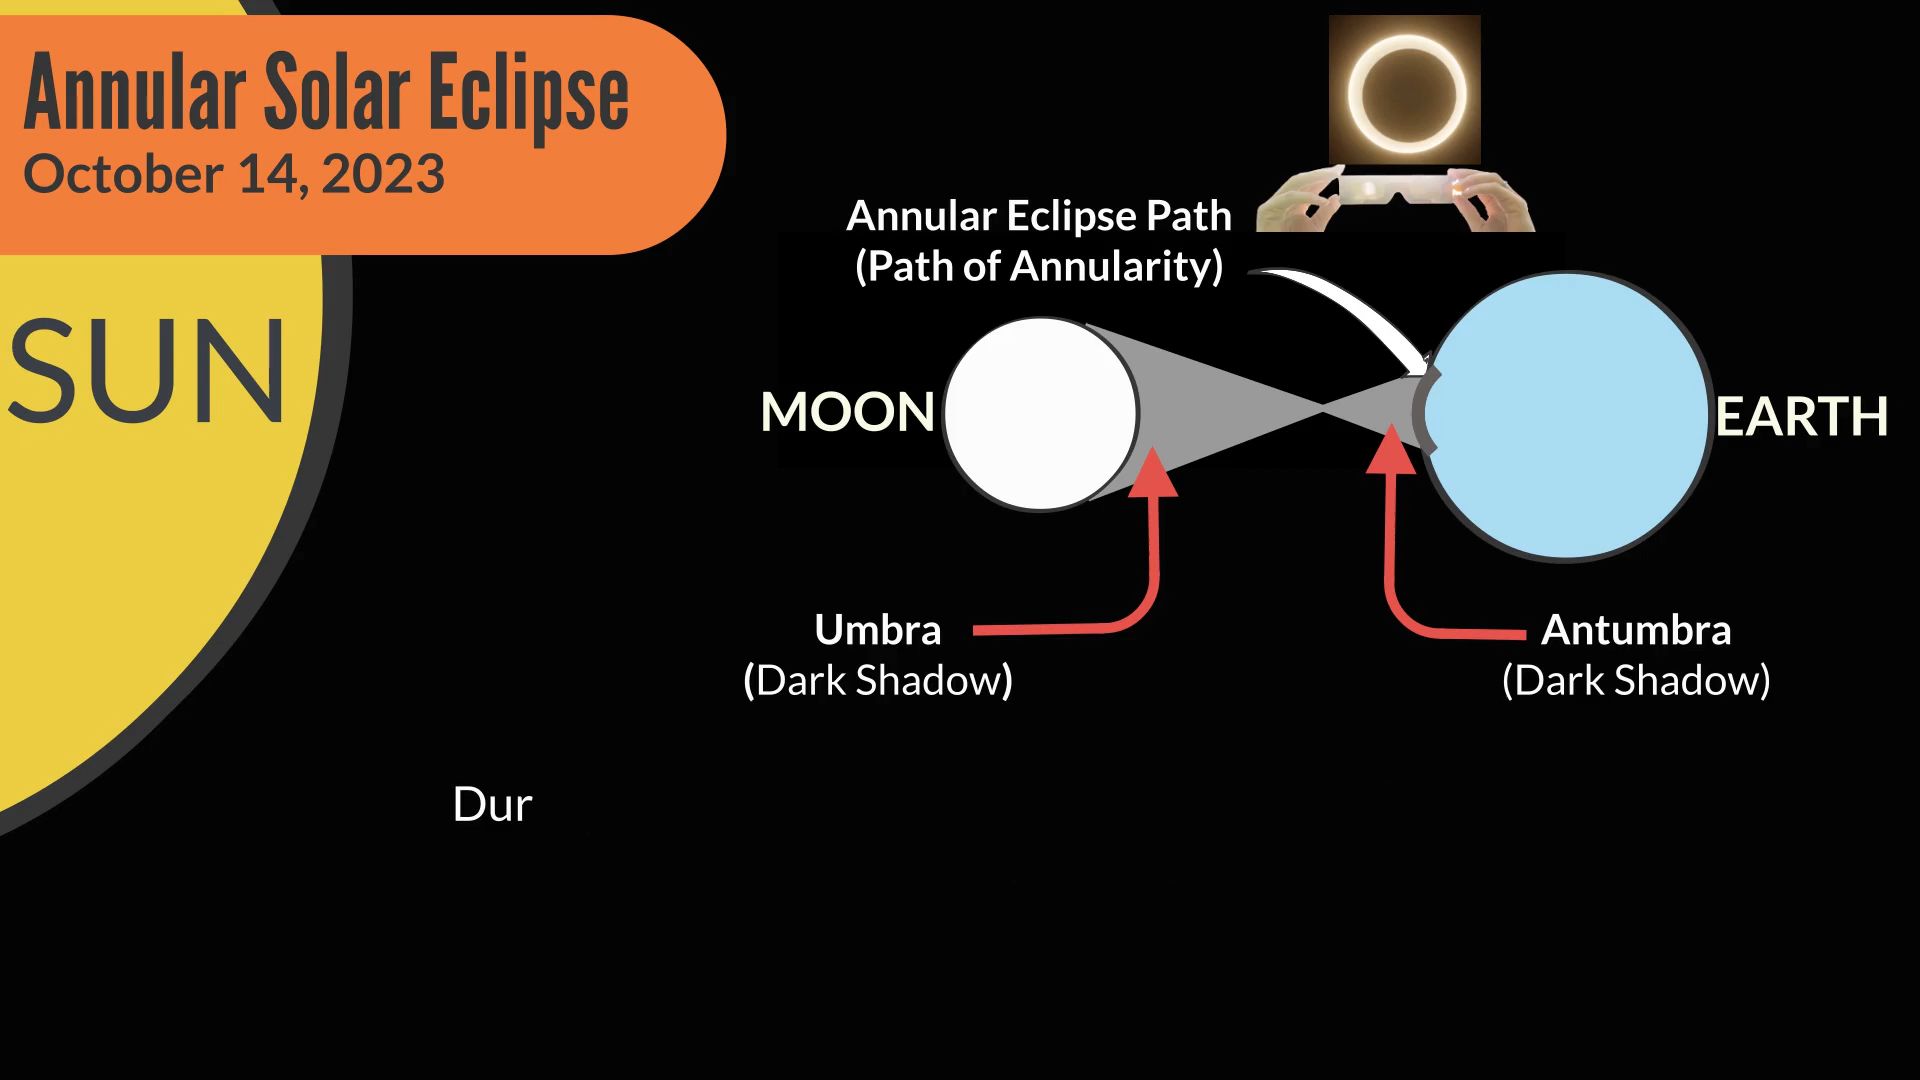 Annular Solar Eclipse
October 14, 2023
Annular Eclipse Path
(Path of Annularity)
SUN
MOON
EARTH
Umbra
(Dark Shadow)
Antumbra
(Dark Shadow)
Dur